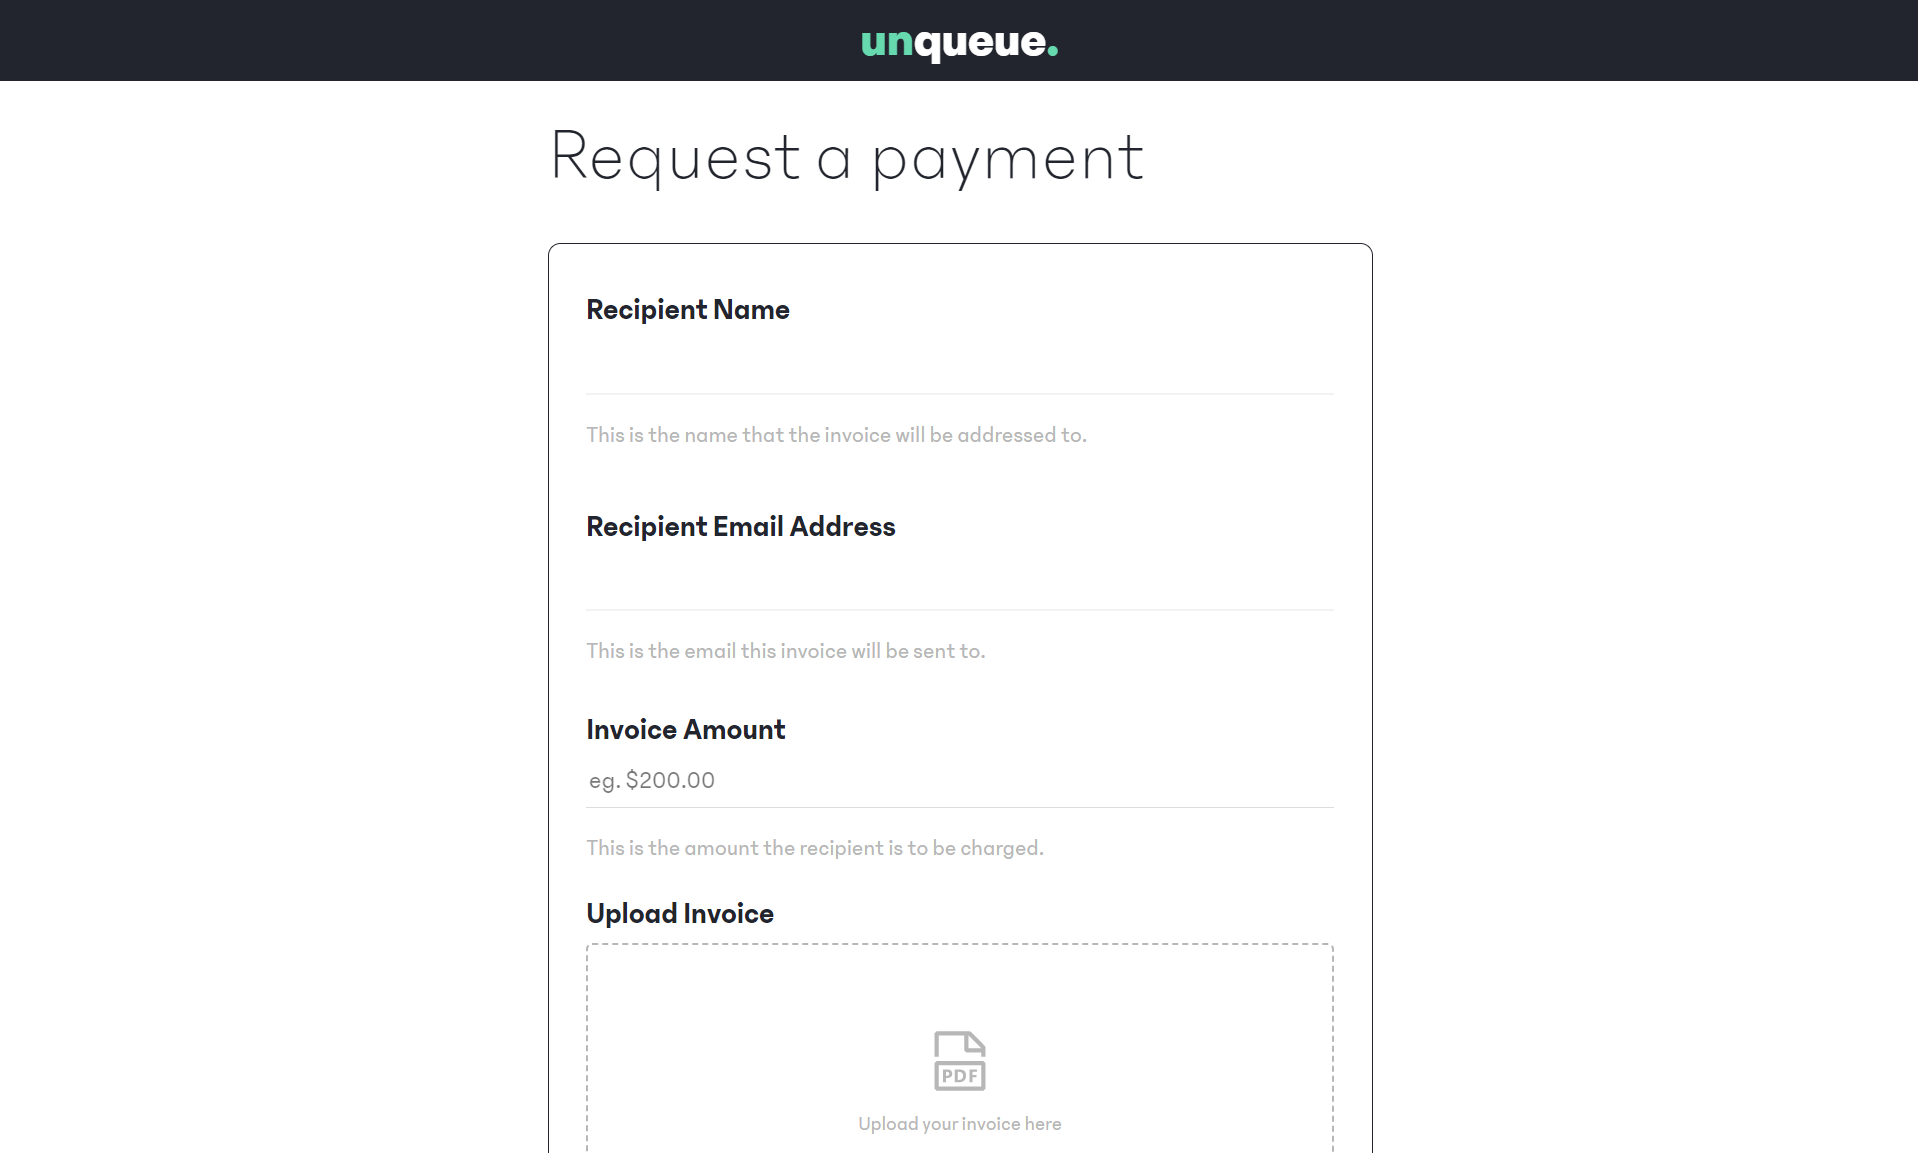 unqueue.
Request a payment
Recipient Name
This is the name that the invoice will be addressed to.
Recipient Email Address
This is the email this invoice will be sent to.
Invoice Amount
eg. $200.00
This is the amount the recipient is to be charged.
Upload Invoice
PDF
Upload your invoice here